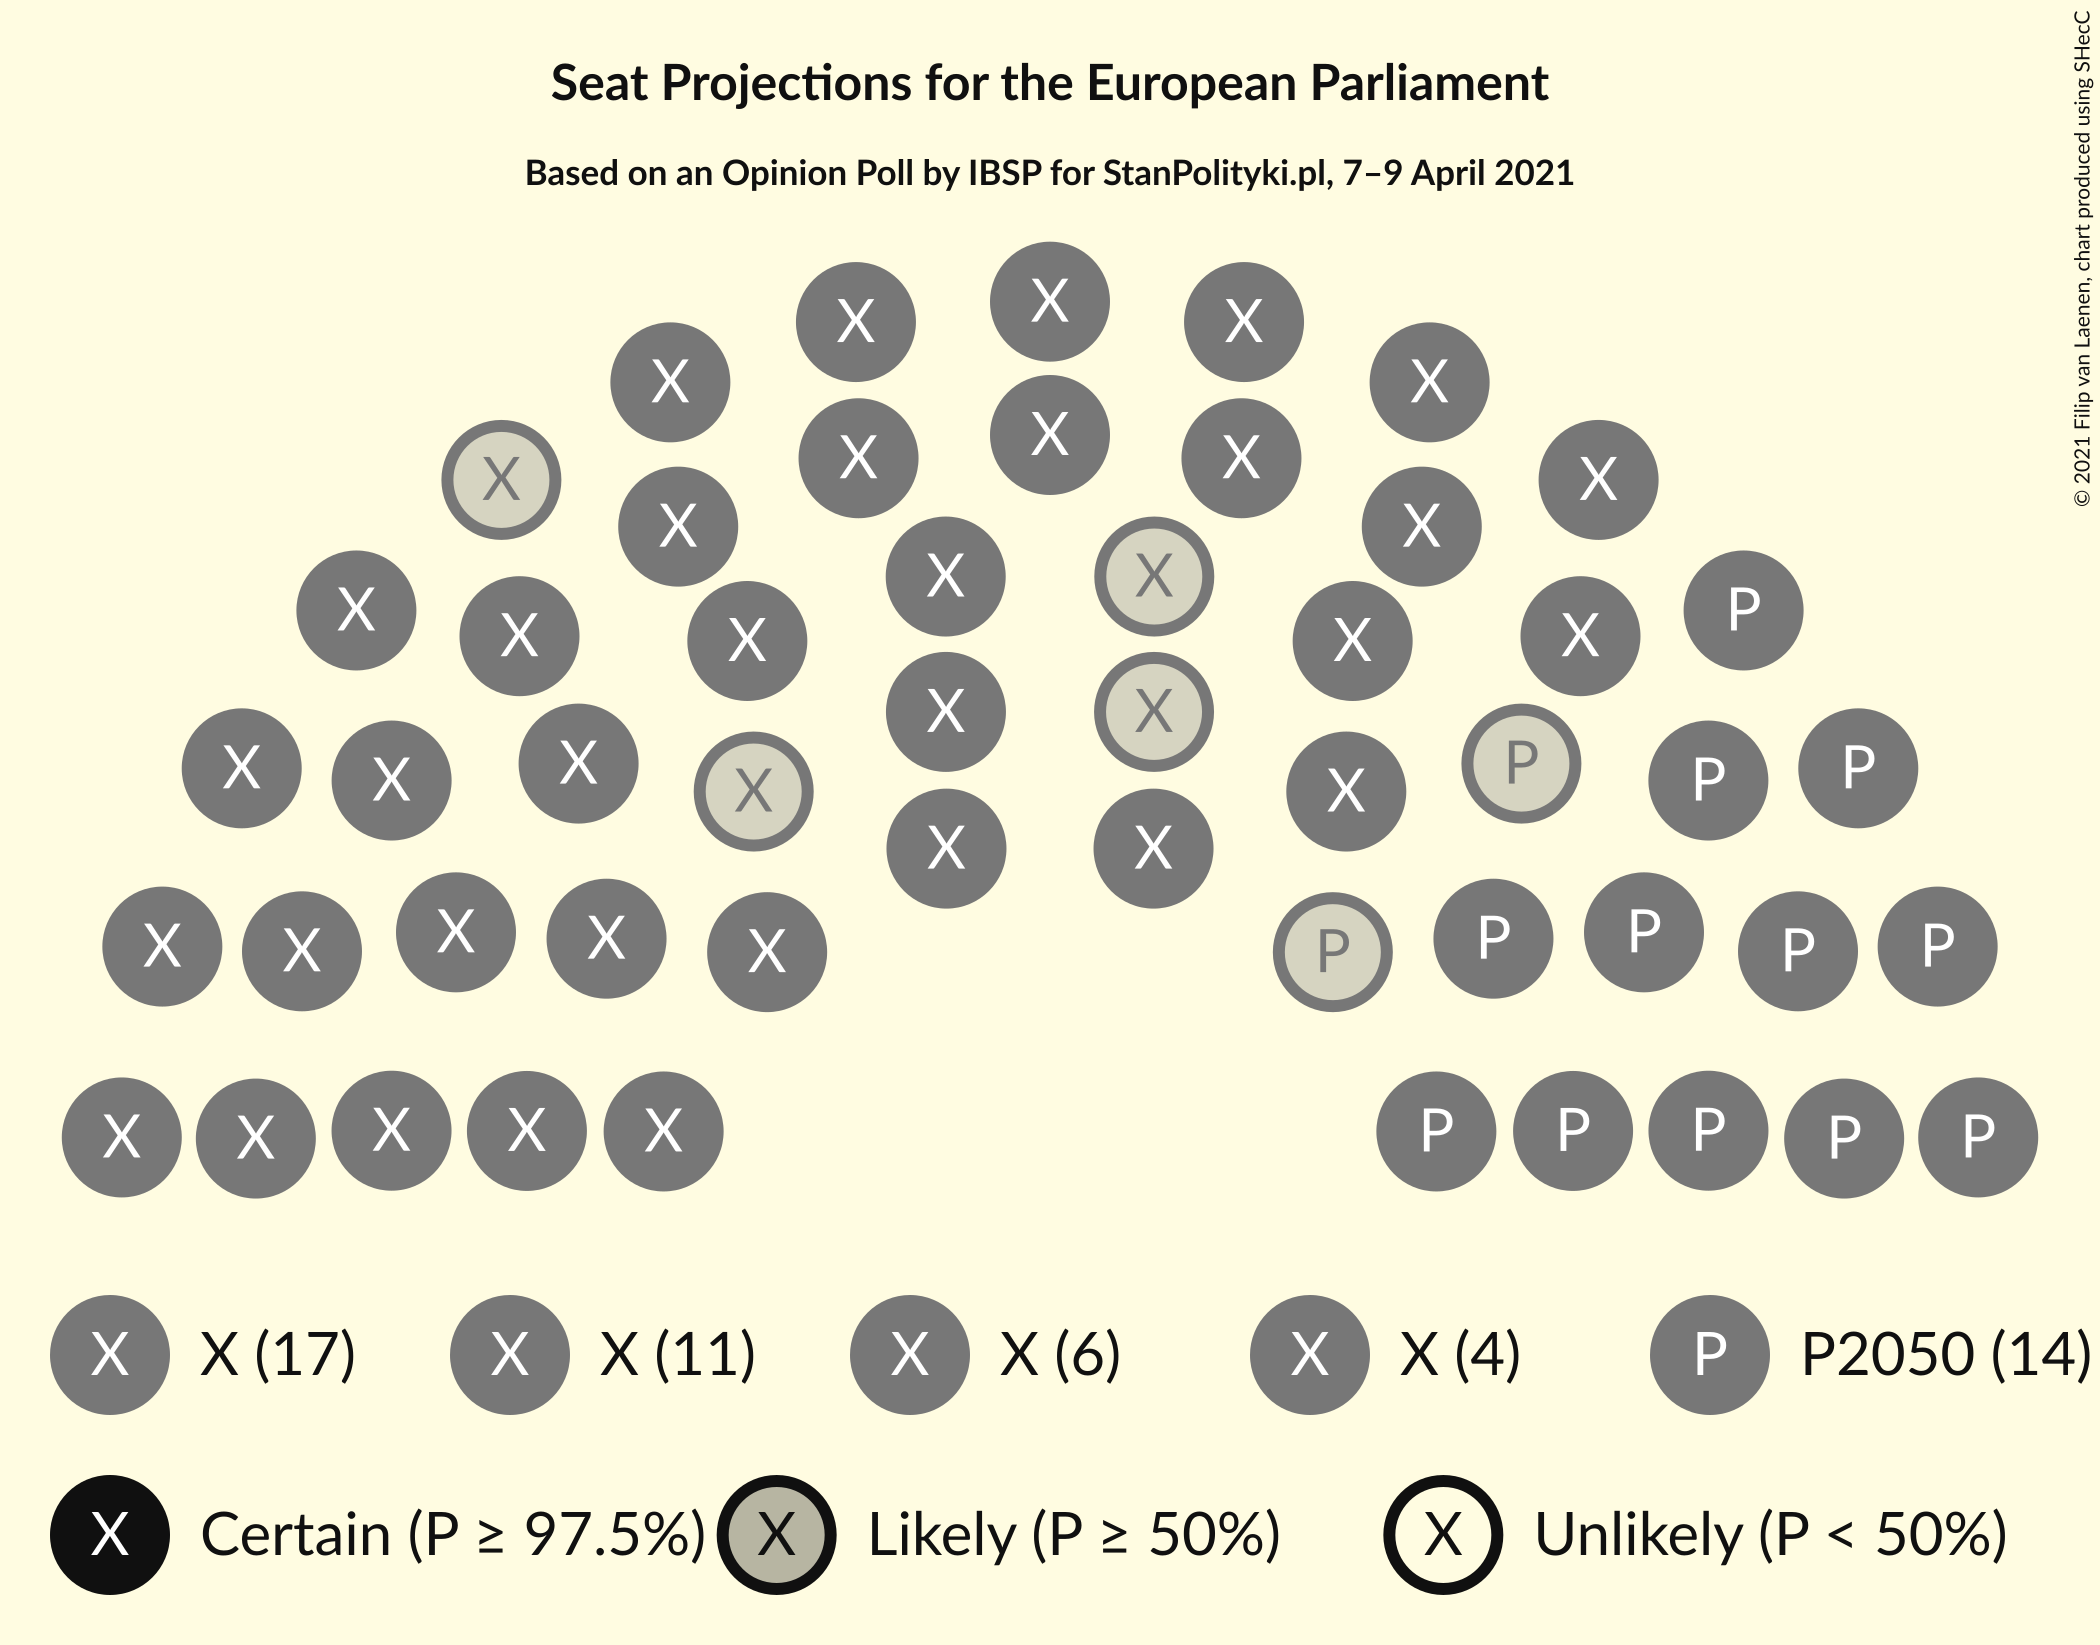 Seat Projections for the European Parliament
Based on an Opinion Poll by IBSP for StanPolityki.pl, 7–9 April 2021
© 2021 Filip van Laenen, chart produced using SHecC
X X X
X X
X X X
X X
X X
X X
X X X
X X P
X X
X X X X P
X X X X P P
X X
X X X P P
X X P P
X X X P P P
X X X P P P
X X X P P P P
X X (17) X X (11) X X (6) X X (4) P P2050 (14)
X Certain (P ≥ 97.5%) X Likely (P ≥ 50%) X Unlikely (P < 50%)